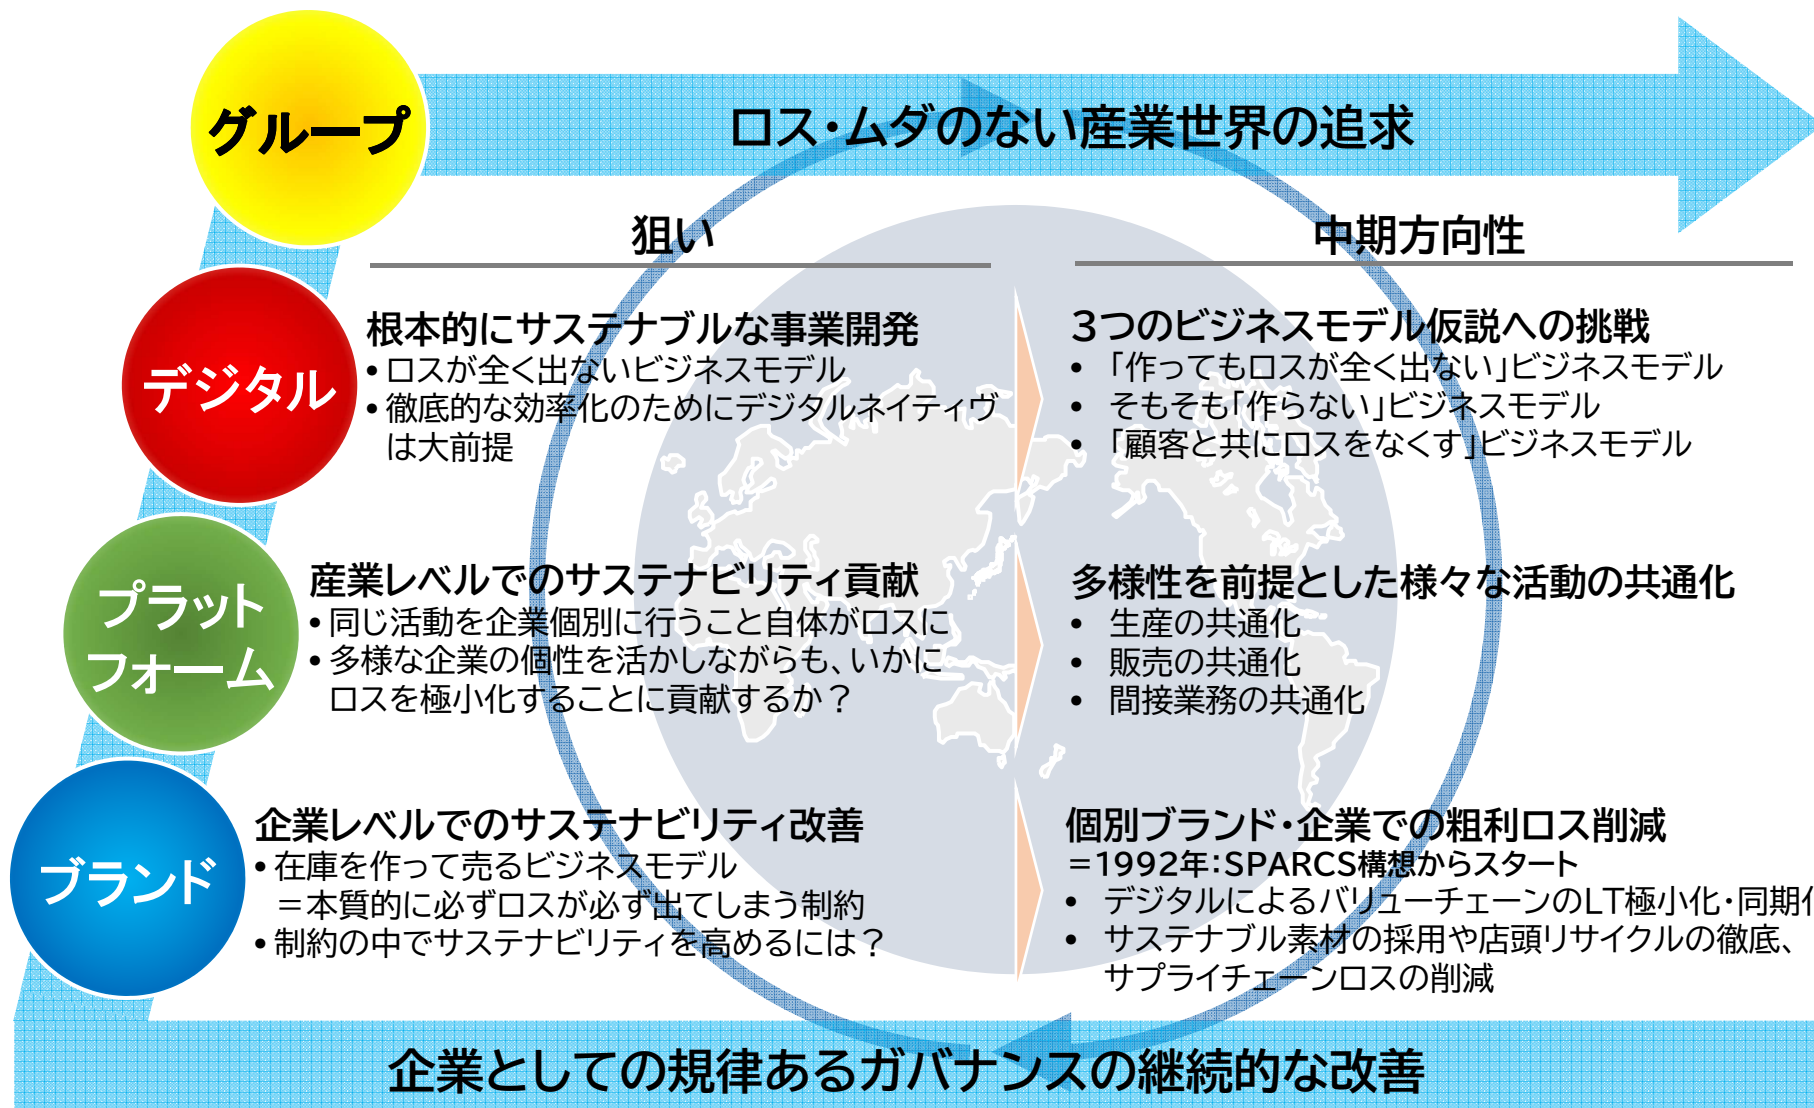 グループ
ロス・ムダのない産業世界の追求
狙い
中期方向性
デジタル
根本的にサステナブルな事業開発
• ロスが全く出ないビジネスモデル
• 徹底的な効率化のためにデジタルネイティヴ
は大前提
3つのビジネスモデル仮説への挑戦
• 「作ってもロスが全く出ない」ビジネスモデル
• そもそも「作らない」ビジネスモデル
• 「顧客と共にロスをなくす」ビジネスモデル
プラット
フォーム
産業レベルでのサステナビリティ貢献
• 同じ活動を企業個別に行うこと自体がロスに
• 多様な企業の個性を活かしながらも、いかに
ロスを極小化することに貢献するか？
多様性を前提とした様々な活動の共通化
• 生産の共通化
• 販売の共通化
• 間接業務の共通化
ブランド
企業レベルでのサステナビリティ改善
• 在庫を作って売るビジネスモデル
＝本質的に必ずロスが必ず出てしまう制約
• 制約の中でサステナビリティを高めるには？
個別ブランド・企業での粗利ロス削減
＝1992年：SPARCS構想からスタート
• デジタルによるバリューチェーンのLT極小化・同期
• サステナブル素材の採用や店頭リサイクルの徹底、
サプライチェーンロスの削減
企業としての規律あるガバナンスの継続的な改善